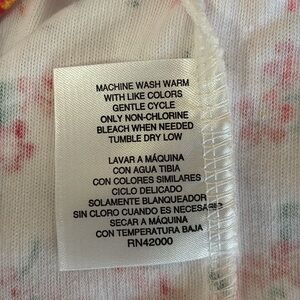 MACHINE WASH WARM
WITH LIKE COLORS
GENTLE CYCLE
ONLY NON-CHLORINE
BLEACH WHEN NEEDED
TUMBLE DRY LOW
LAVAR A MÁQUINA
CON AGUA TIBIA
CON COLORES SIMILARES
CICLO DELICADO
SOLAMENTE BLANQUEADOR
SIN CLORO CUANDO ES NECESARIO
SECAR A MÁQUINA
CON TEMPERATURA BAJA
RN42000